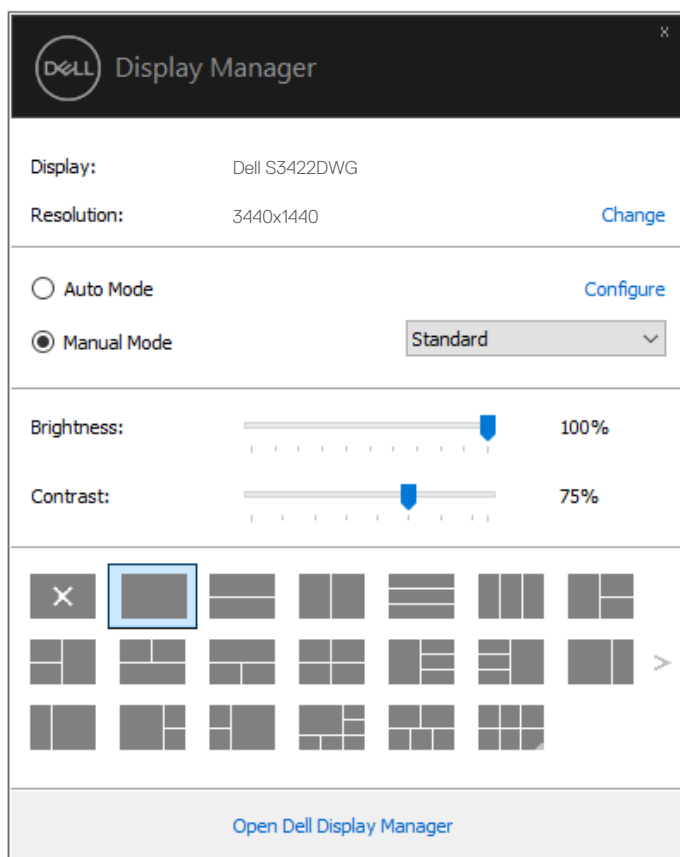 x
DELL Display Manager
Display: Dell S3422DWG
Resolution: 3440x1440 Change
Auto Mode Configure
Manual Mode Standard
Brightness: 100%
Contrast: 75%
Open Dell Display Manager